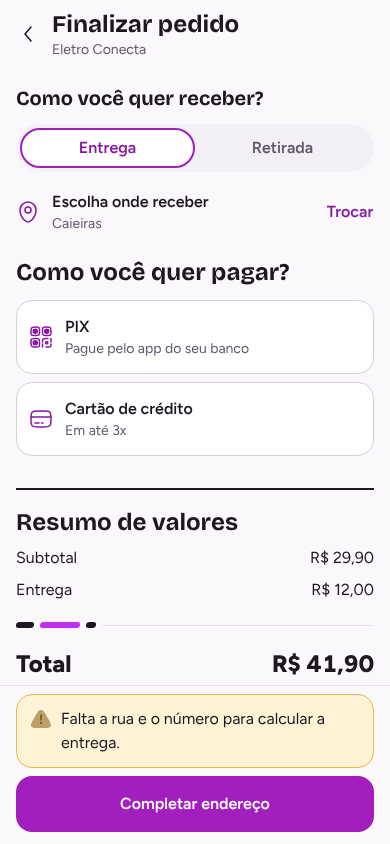 Finalizar pedido
Eletro Conecta
Como você quer receber?
Entrega
Retirada
Escolha onde receber
Caieiras
Trocar
Como você quer pagar?
PIX
Pague pelo app do seu banco
Cartão de crédito
Em até 3x
Resumo de valores
Subtotal R$ 29,90
Entrega R$ 12,00
Total R$ 41,90
Falta a rua e o número para calcular a
entrega.
Completar endereço